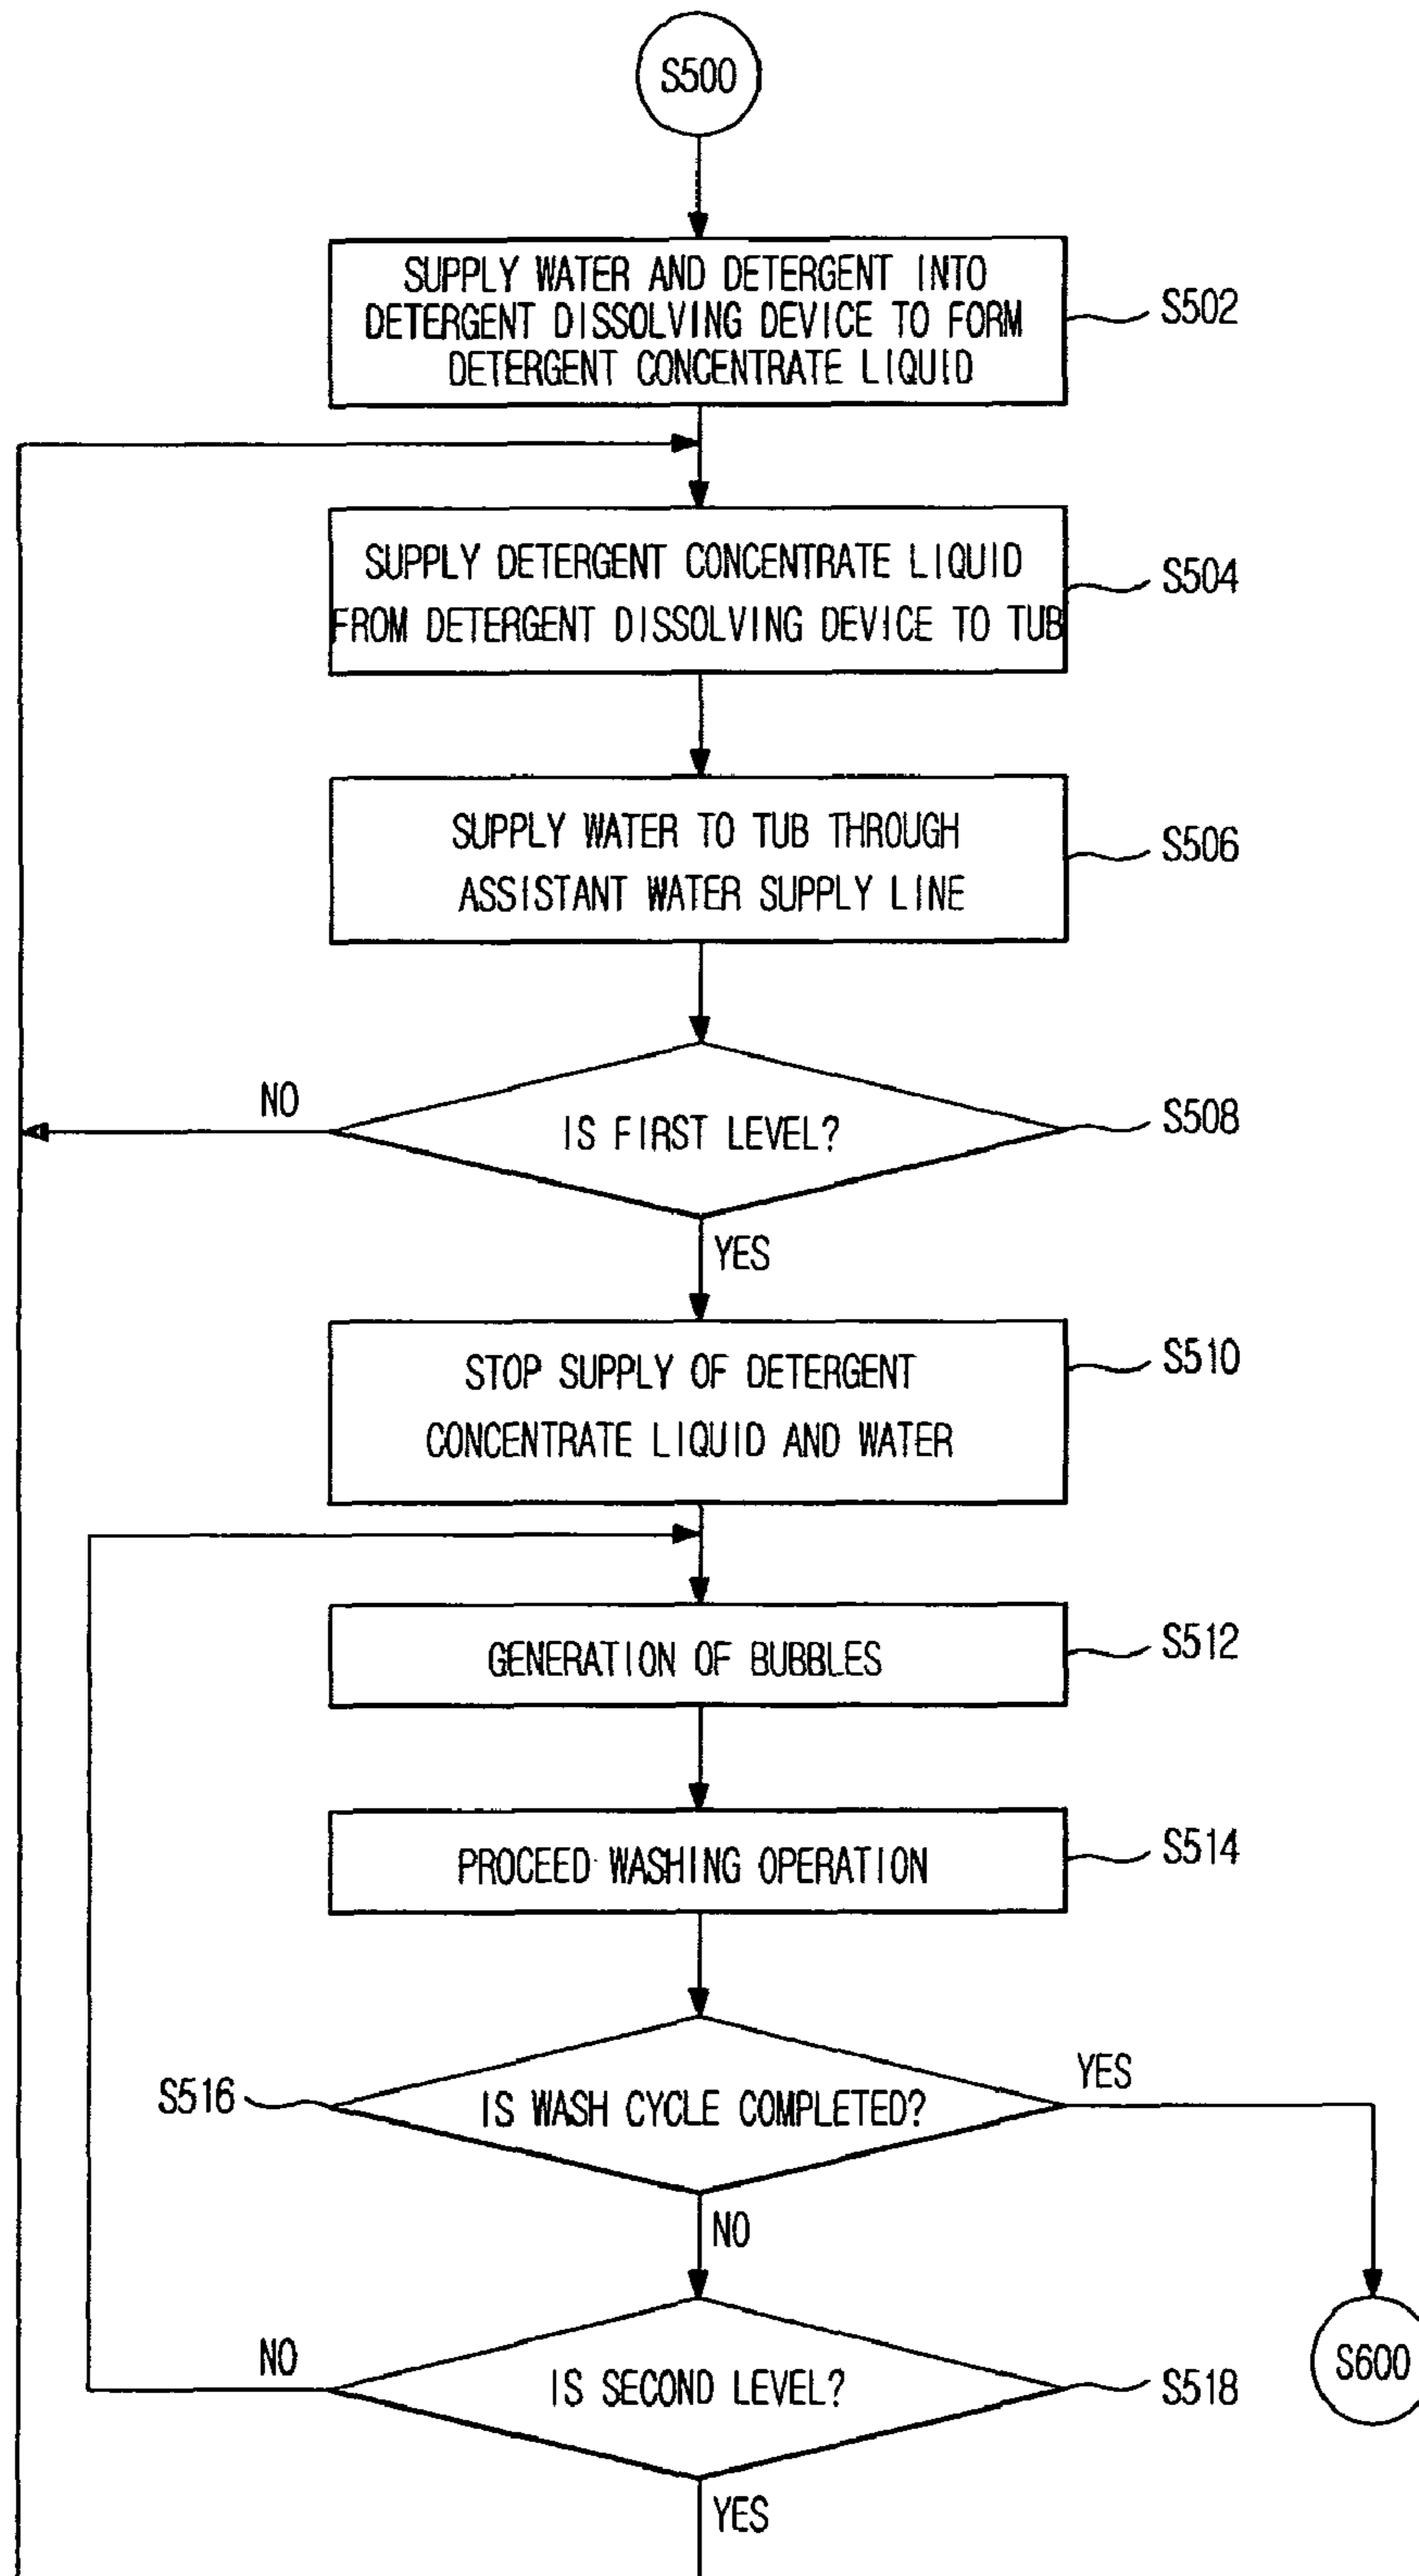 S500
SUPPLY WATER AND DETERGENT INTO
DETERGENT DISSOLVING DEVICE TO FORM
DETERGENT CONCENTRATE LIQUID
S502
SUPPLY DETERGENT CONCENTRATE LIQUID
FROM DETERGENT DISSOLVING DEVICE TO TUB
S504
SUPPLY WATER TO TUB THROUGH
ASSISTANT WATER SUPPLY LINE
S506
NO
IS FIRST LEVEL?
S508
YES
STOP SUPPLY OF DETERGENT
CONCENTRATE LIQUID AND WATER
S510
GENERATION OF BUBBLES
S512
PROCEED WASHING OPERATION
S514
S516
IS WASH CYCLE COMPLETED?
YES
NO
NO
IS SECOND LEVEL?
S518
S600
YES